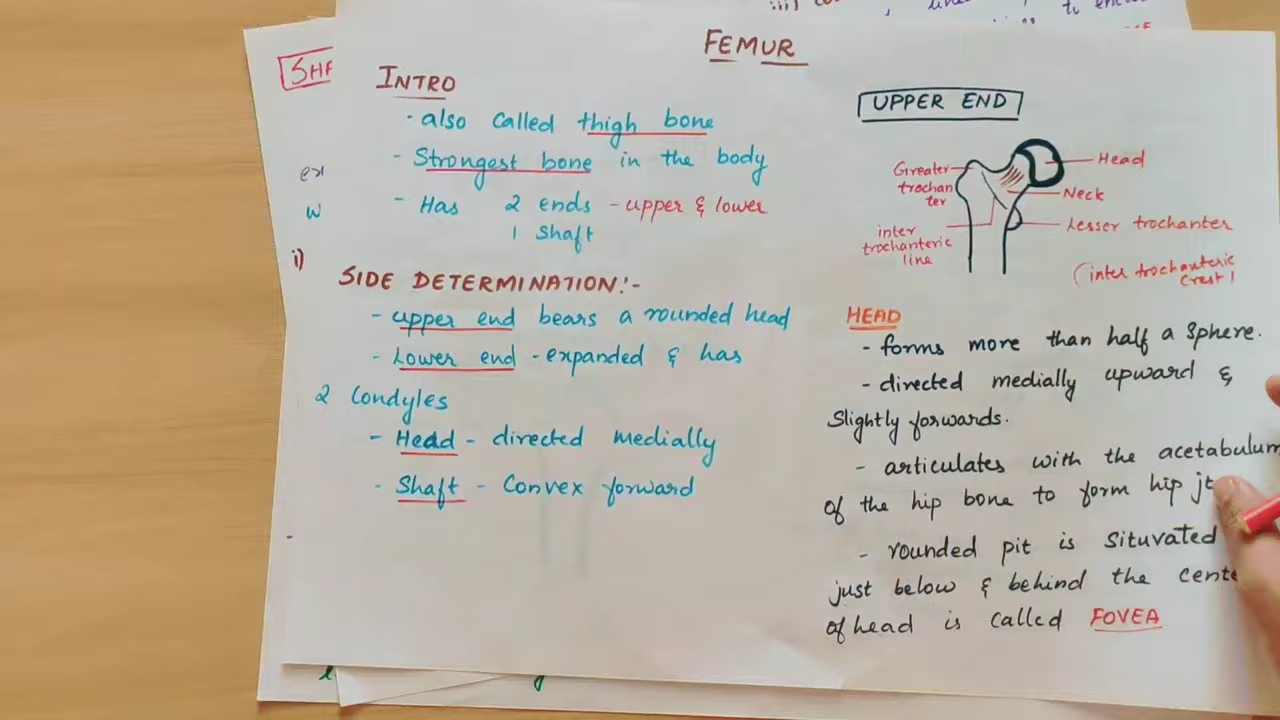 FEMUR
INTRO
- also called thigh bone
- Strongest bone in the body
- Has 2 ends - upper & lower
1 Shaft
i)
SIDE DETERMINATION:-
- upper end bears a rounded head
- Lower end - expanded & has
2 Condyles
- Head - directed medially
- Shaft - Convex forward
UPPER END
Greater
trochan
ter
Head
Neck
inter
trochanteric
line
Lesser trochanter
(inter trochanteric
crest)
HEAD
- forms more than half a sphere.
- directed medially upward &
Slightly forwards.
- articulates with the acetabulum
of the hip bone to form hip jt
- rounded pit is situvated
just below & behind the cente
of head is called FOVEA